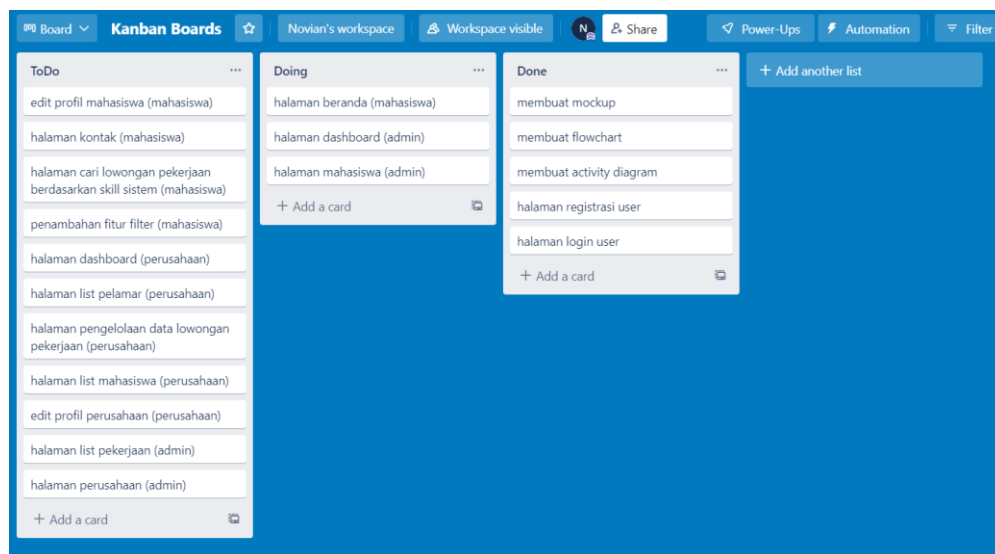 Board
Kanban Boards
Novian's workspace
Workspace visible
N
Share
Power-Ups
Automation
Filter
ToDo
edit profil mahasiswa (mahasiswa)
halaman kontak (mahasiswa)
halaman cari lowongan pekerjaan
berdasarkan skill sistem (mahasiswa)
penambahan fitur filter (mahasiswa)
halaman dashboard (perusahaan)
halaman list pelamar (perusahaan)
halaman pengelolaan data lowongan
pekerjaan (perusahaan)
halaman list mahasiswa (perusahaan)
edit profil perusahaan (perusahaan)
halaman list pekerjaan (admin)
halaman perusahaan (admin)
+ Add a card
Doing
halaman beranda (mahasiswa)
halaman dashboard (admin)
halaman mahasiswa (admin)
+ Add a card
Done
membuat mockup
membuat flowchart
membuat activity diagram
halaman registrasi user
halaman login user
+ Add a card
+ Add another list